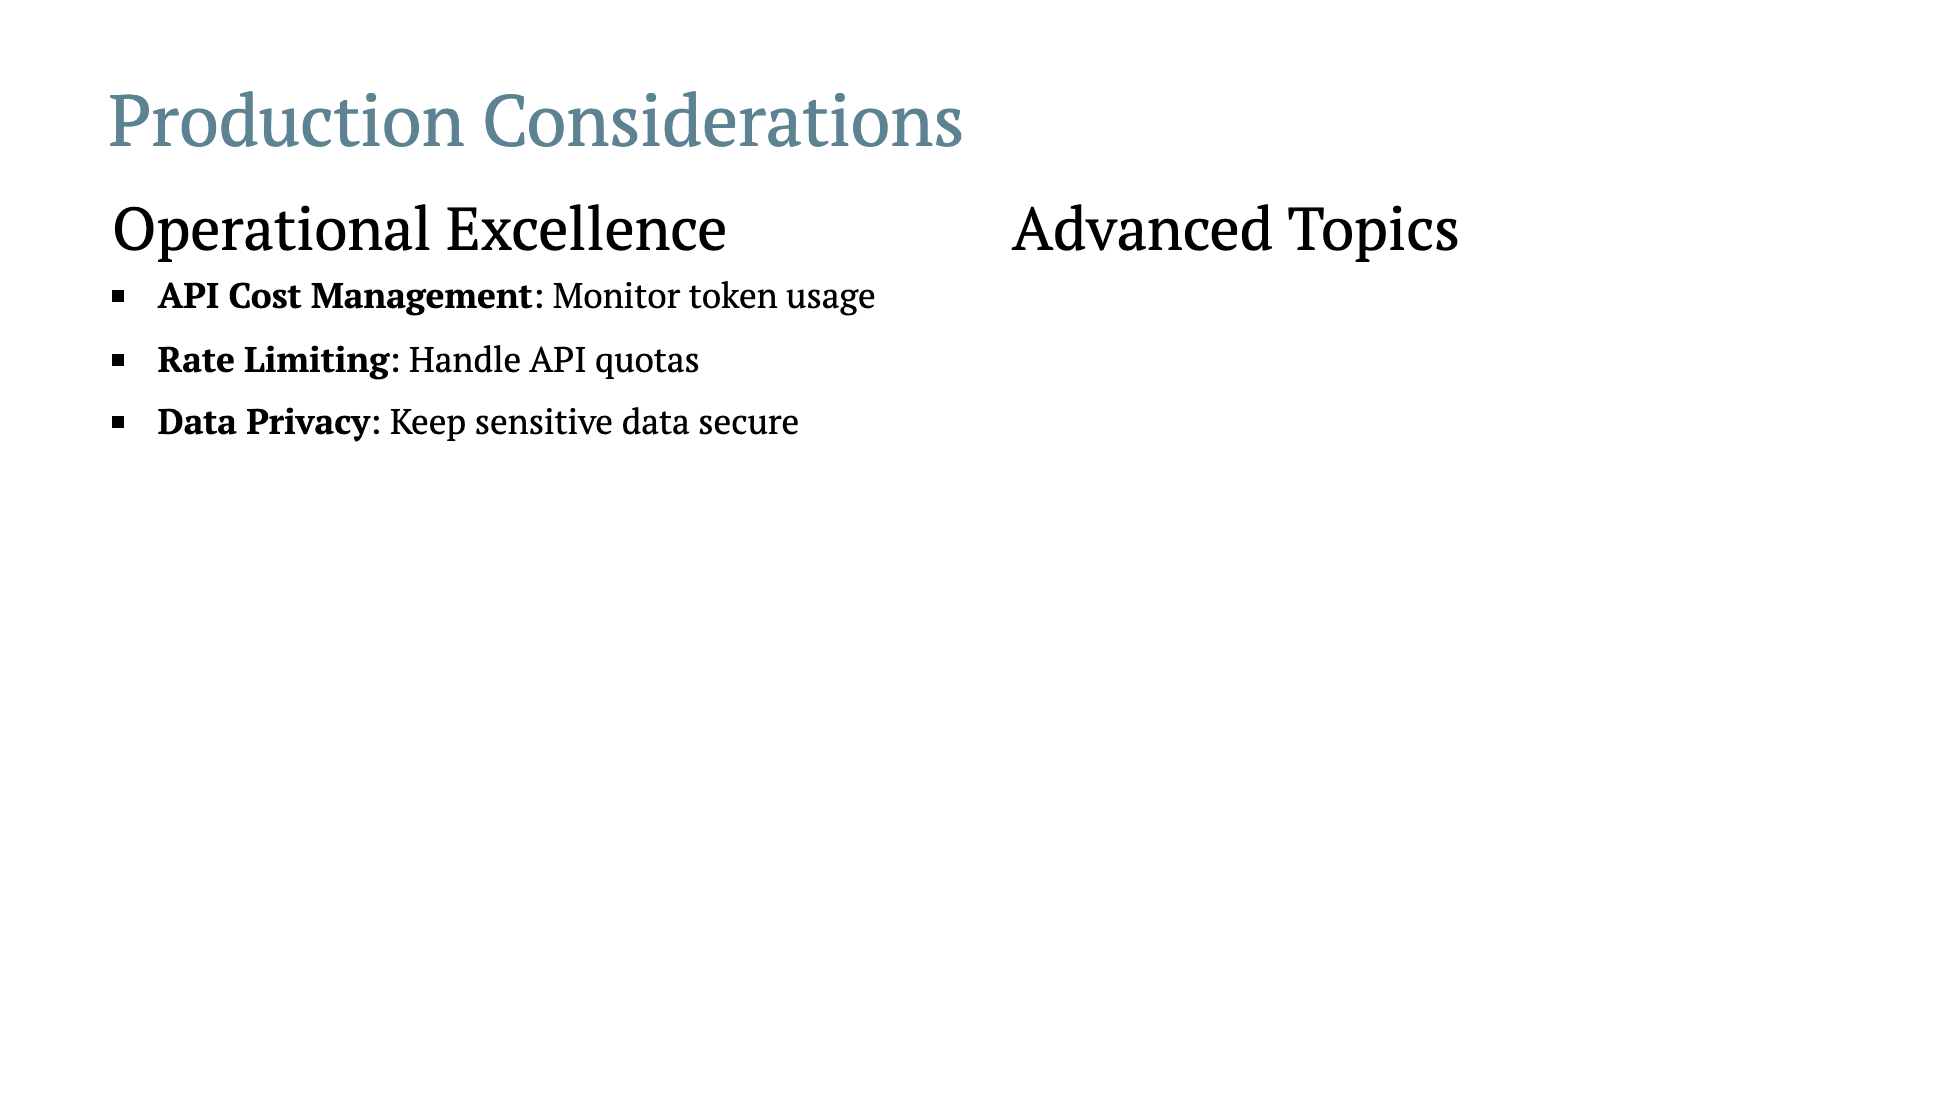 Production Considerations
Operational Excellence
▪ API Cost Management: Monitor token usage
▪ Rate Limiting: Handle API quotas
▪ Data Privacy: Keep sensitive data secure
Advanced Topics